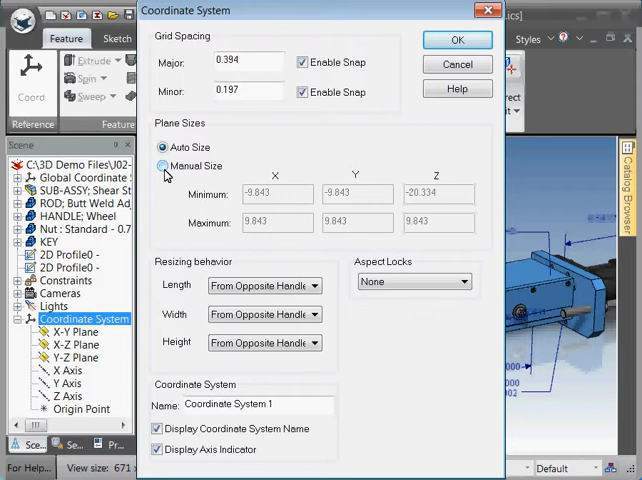 Coordinate System
.ics]
Feature
Sketch
Styles
Extrude
Spin
Sweep
Coord
Reference
Feature
Scene
C:\3D Demo Files\J02-
Global Coordinate
SUB-ASSY; Shear St
ROD; Butt Weld Adj
HANDLE; Wheel
Nut : Standard - 0.7
KEY
2D Profile0 -
2D Profile0 -
Constraints
Cameras
Lights
Coordinate System
X-Y Plane
X-Z Plane
Y-Z Plane
X Axis
Y Axis
Z Axis
Origin Point
Sce...
Se...
Pr...
For Help...
View size: 671 x
Grid Spacing
Major:
0.394
Enable Snap
Minor:
0.197
Enable Snap
OK
Cancel
Help
Plane Sizes
Auto Size
Manual Size
X
Y
Z
Minimum:
-9.843
-9.843
-20.334
Maximum:
9.843
9.843
9.843
Resizing behavior
Length
From Opposite Handle
Width
From Opposite Handle
Height
From Opposite Handle
Aspect Locks
None
Coordinate System
Name:
Coordinate System 1
Display Coordinate System Name
Display Axis Indicator
Catalog Browser
Default